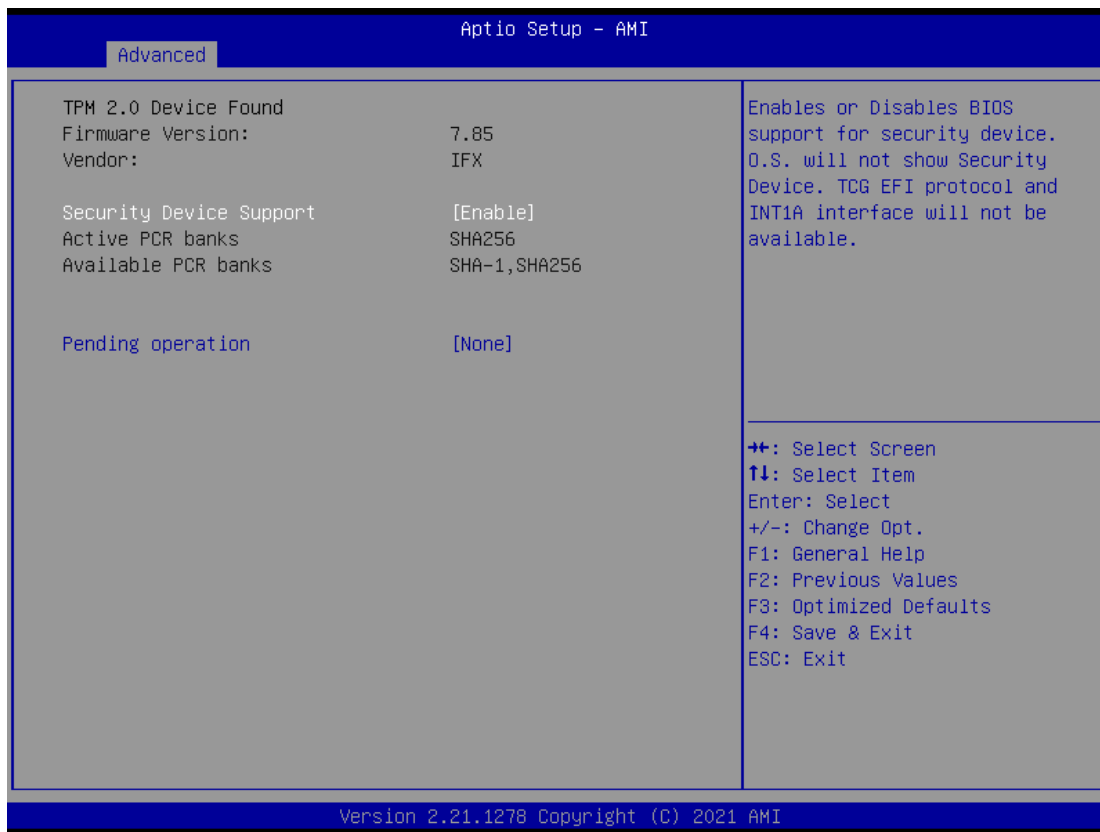 Aptio Setup – AMI
Advanced
TPM 2.0 Device Found
Firmware Version: 7.85
Vendor: IFX
Security Device Support [Enable]
Active PCR banks SHA256
Available PCR banks SHA-1,SHA256
Pending operation [None]
Enables or Disables BIOS
support for security device.
O.S. will not show Security
Device. TCG EFI protocol and
INT1A interface will not be
available.
→←: Select Screen
↑↓: Select Item
Enter: Select
+/-: Change Opt.
F1: General Help
F2: Previous Values
F3: Optimized Defaults
F4: Save & Exit
ESC: Exit
Version 2.21.1278 Copyright (C) 2021 AMI